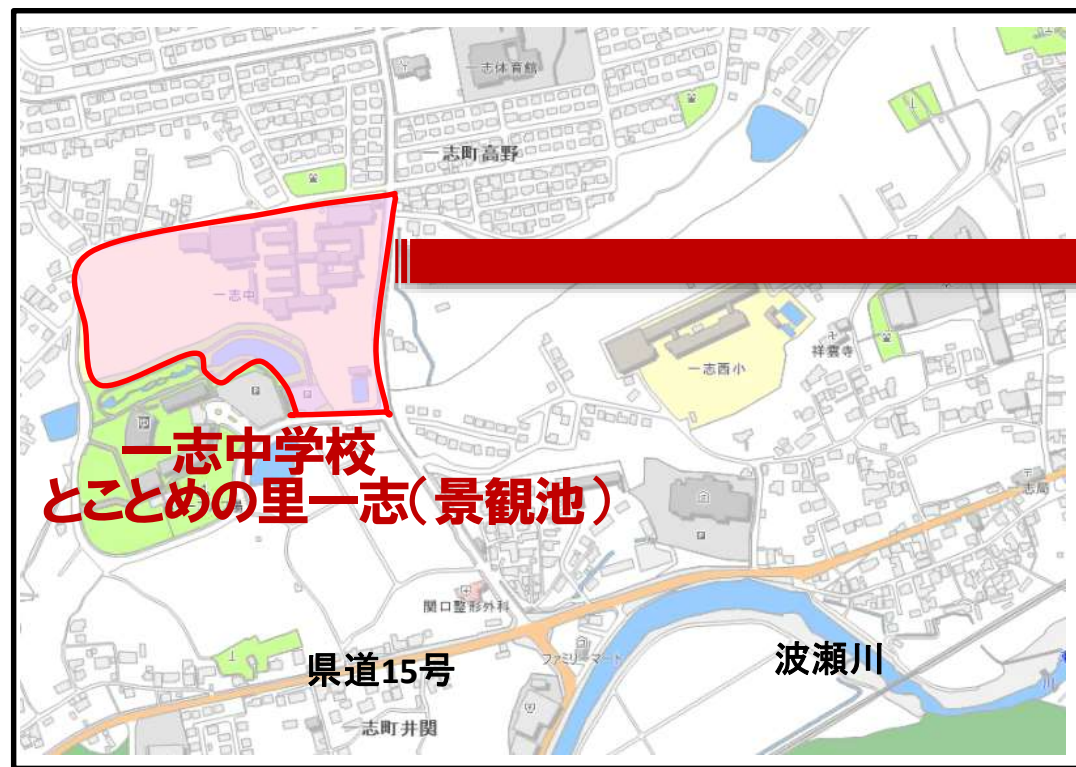 一志体育館
一志町高野
一志中
祥雲寺
一志西小
一志中学校
とことめの里一志(景観池)
志局
関口整形外科
ファミリーマート
県道15号
波瀬川
川
一志町井関